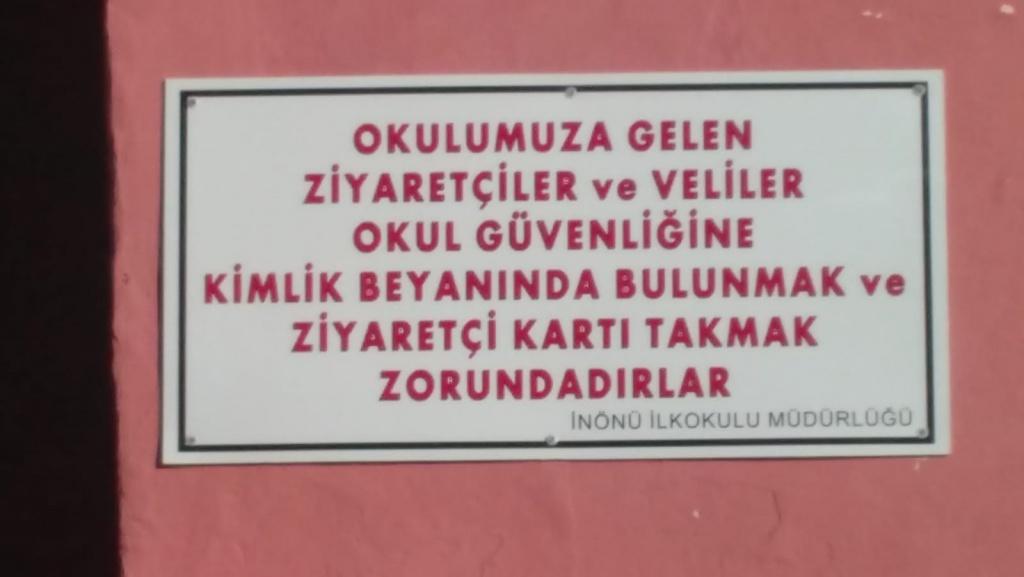 OKULUMUZA GELEN
ZİYARETÇİLER ve VELİLER
OKUL GÜVENLİĞİNE
KİMLİK BEYANINDA BULUNMAK ve
ZİYARETÇİ KARTI TAKMAK
ZORUNDADIRLAR
İNÖNÜ İLKOKULU MÜDÜRLÜĞÜ